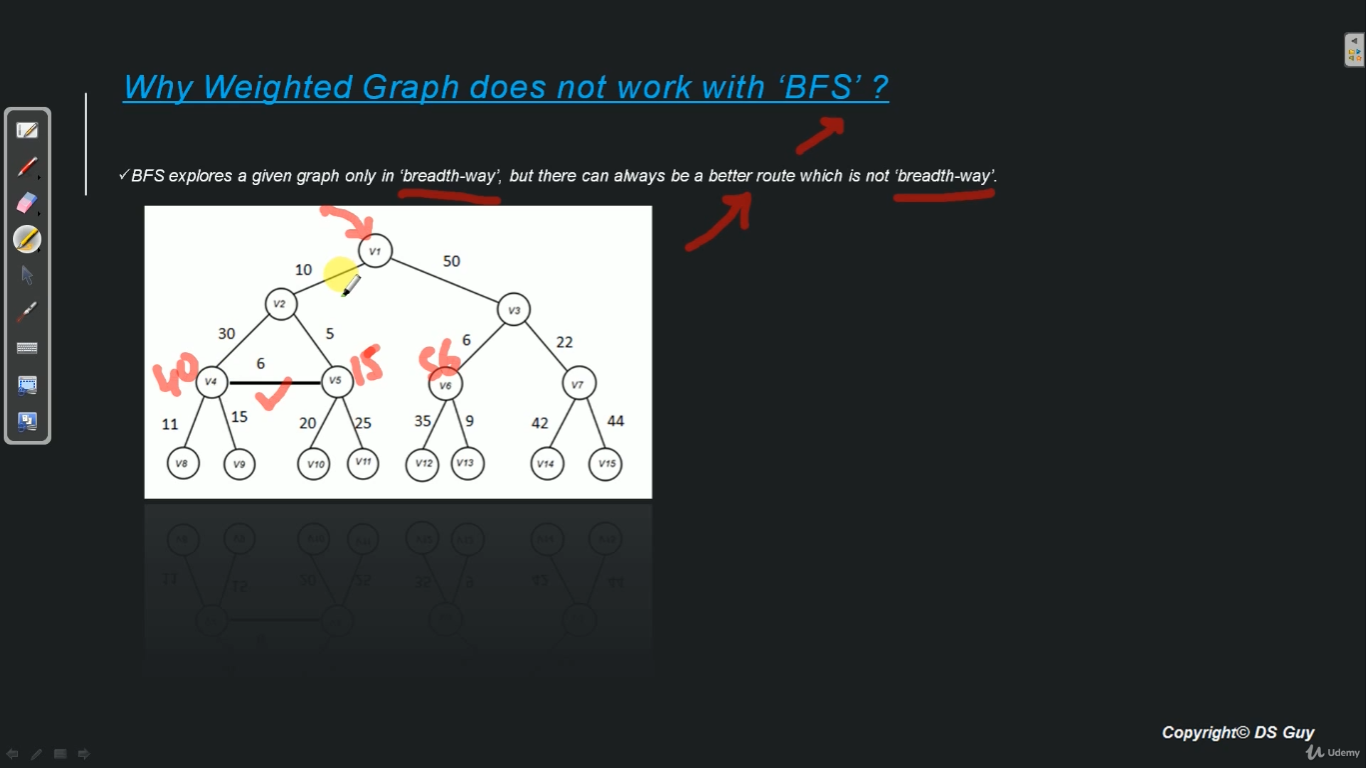 Why Weighted Graph does not work with ‘BFS’ ?
✓BFS explores a given graph only in ‘breadth-way’, but there can always be a better route which is not ‘breadth-way’.
V1
10
50
V2
V3
30
5
6
22
40
6
15
56
V4
V5
V6
V7
11
15
20
25
35
9
42
44
V8
V9
V10
V11
V12
V13
V14
V15
Copyright© DS Guy
Udemy